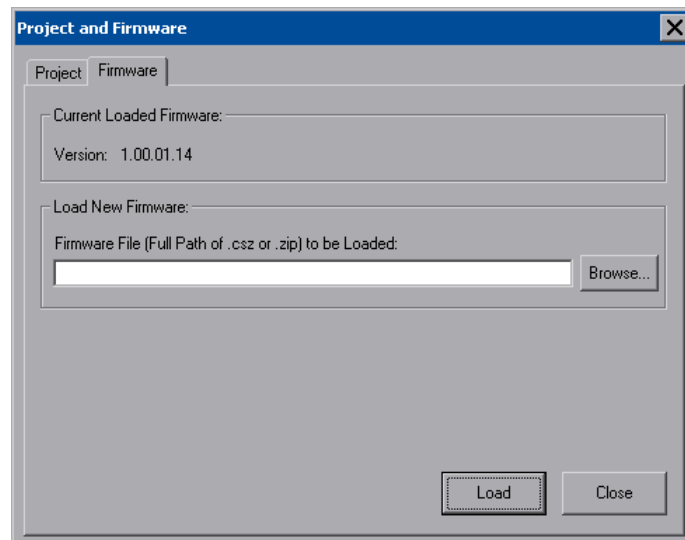 Project and Firmware
Project Firmware
Current Loaded Firmware:
Version: 1.00.01.14
Load New Firmware:
Firmware File (Full Path of .csz or .zip) to be Loaded:
Browse...
Load Close